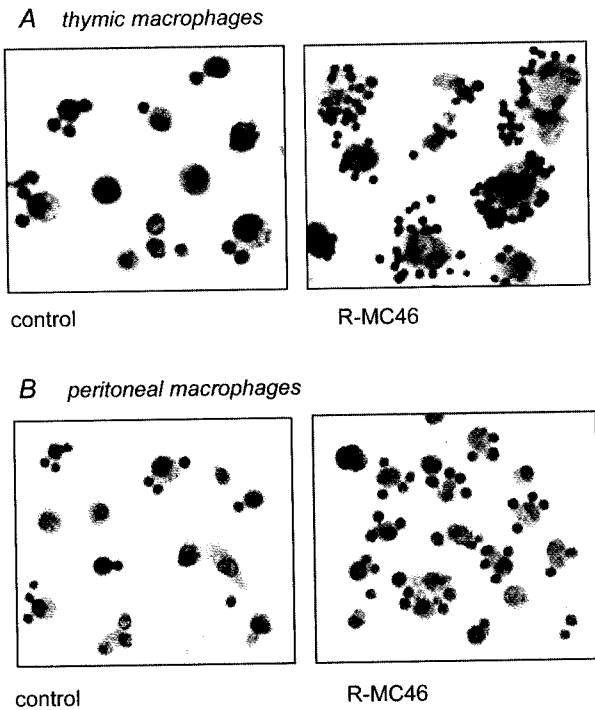 A thymic macrophages
control
R-MC46
B peritoneal macrophages
control
R-MC46